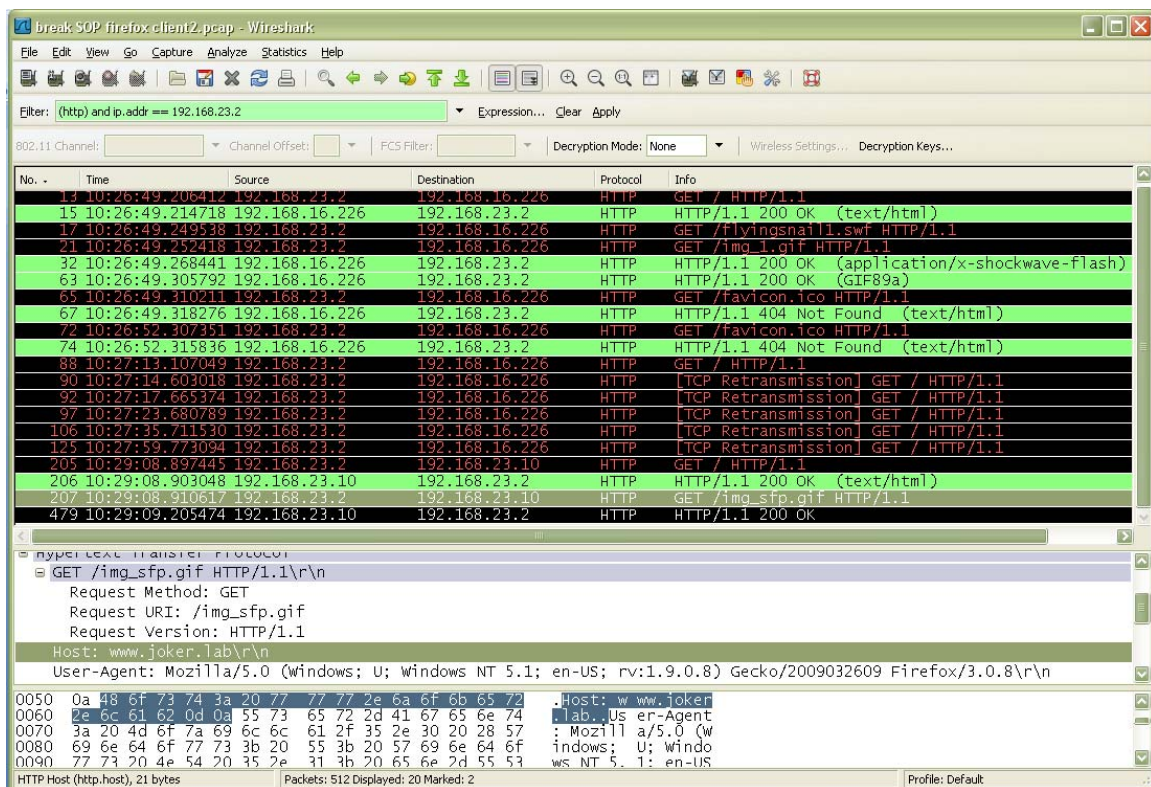 break SOP firefox client2.pcap - Wireshark
File Edit View Go Capture Analyze Statistics Help
Filter: (http) and ip.addr == 192.168.23.2 Expression... Clear Apply
802.11 Channel: Channel Offset: FCS Filter: Decryption Mode: None Wireless Settings... Decryption Keys...
No. - Time Source Destination Protocol Info
13 10:26:49.206412 192.168.23.2 192.168.16.226 HTTP GET / HTTP/1.1
15 10:26:49.214718 192.168.16.226 192.168.23.2 HTTP HTTP/1.1 200 OK (text/html)
17 10:26:49.249538 192.168.23.2 192.168.16.226 HTTP GET /flyingsnail1.swf HTTP/1.1
21 10:26:49.252418 192.168.23.2 192.168.16.226 HTTP GET /img_1.gif HTTP/1.1
32 10:26:49.268441 192.168.16.226 192.168.23.2 HTTP HTTP/1.1 200 OK (application/x-shockwave-flash)
63 10:26:49.305792 192.168.16.226 192.168.23.2 HTTP HTTP/1.1 200 OK (GIF89a)
65 10:26:49.310211 192.168.23.2 192.168.16.226 HTTP GET /favicon.ico HTTP/1.1
67 10:26:49.318276 192.168.16.226 192.168.23.2 HTTP HTTP/1.1 404 Not Found (text/html)
72 10:26:52.307351 192.168.23.2 192.168.16.226 HTTP GET /favicon.ico HTTP/1.1
74 10:26:52.315836 192.168.16.226 192.168.23.2 HTTP HTTP/1.1 404 Not Found (text/html)
88 10:27:13.107049 192.168.23.2 192.168.16.226 HTTP GET / HTTP/1.1
90 10:27:14.603018 192.168.23.2 192.168.16.226 HTTP [TCP Retransmission] GET / HTTP/1.1
92 10:27:17.665374 192.168.23.2 192.168.16.226 HTTP [TCP Retransmission] GET / HTTP/1.1
97 10:27:23.680789 192.168.23.2 192.168.16.226 HTTP [TCP Retransmission] GET / HTTP/1.1
106 10:27:35.711530 192.168.23.2 192.168.16.226 HTTP [TCP Retransmission] GET / HTTP/1.1
125 10:27:59.773094 192.168.23.2 192.168.16.226 HTTP [TCP Retransmission] GET / HTTP/1.1
205 10:29:08.897445 192.168.23.2 192.168.23.10 HTTP GET / HTTP/1.1
206 10:29:08.903048 192.168.23.10 192.168.23.2 HTTP HTTP/1.1 200 OK (text/html)
207 10:29:08.910617 192.168.23.2 192.168.23.10 HTTP GET /img_sfp.gif HTTP/1.1
479 10:29:09.205474 192.168.23.10 192.168.23.2 HTTP HTTP/1.1 200 OK
Hypertext Transfer Protocol
GET /img_sfp.gif HTTP/1.1\r\n
Request Method: GET
Request URI: /img_sfp.gif
Request Version: HTTP/1.1
Host: www.joker.lab\r\n
User-Agent: Mozilla/5.0 (Windows; U; Windows NT 5.1; en-US; rv:1.9.0.8) Gecko/2009032609 Firefox/3.0.8\r\n
0050 0a 48 6f 73 74 3a 20 77 77 77 2e 6a 6f 6b 65 72 .Host: w ww.joker
0060 2e 6c 61 62 0d 0a 55 73 65 72 2d 41 67 65 6e 74 .lab..Us er-Agent
0070 3a 20 4d 6f 7a 69 6c 6c 61 2f 35 2e 30 20 28 57 : Mozill a/5.0 (W
0080 69 6e 64 6f 77 73 3b 20 55 3b 20 57 69 6e 64 6f indows; U; Windo
0090 77 73 20 4e 54 20 35 2e 31 3b 20 65 6e 2d 55 53 ws NT 5. 1; en-US
HTTP Host (http.host), 21 bytes Packets: 512 Displayed: 20 Marked: 2 Profile: Default